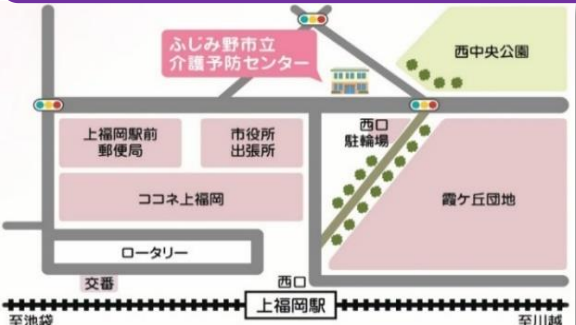 ふじみ野市立
介護予防センター
西中央公園
上福岡駅前
郵便局
市役所
出張所
西口
駐輪場
ココネ上福岡
霞ケ丘団地
ロータリー
交番
西口
上福岡駅
至池袋
至川越